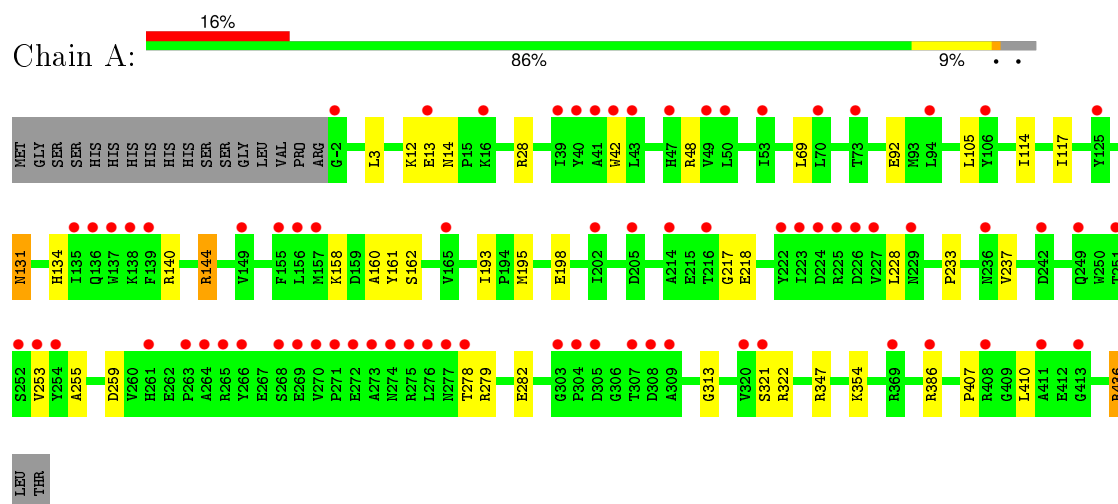 16%
Chain A:
86% 9% • •
MET GLY SER SER HIS HIS HIS HIS HIS HIS SER SER GLY LEU VAL PRO ARG G-2 L3 K12 E13 N14 P15 K16 R28 I39 Y40 A41 W42 L43 H47 R48 V49 L50 I53 L69 L70 T73 E92 M93 L94 L105 Y106 I114 I117 Y125
N131 H134 I135 Q136 W137 K138 F139 R140 R144 V149 F155 L156 M157 K158 D159 A160 Y161 S162 V165 I193 P194 M195 E198 I202 D205 A214 E215 T216 G217 E218 Y222 I223 D224 R225 D226 V227 L228 N229 P233 N236 V237 D242 Q249 W250 T251
S252 V253 Y254 A255 D259 V260 H261 E262 P263 A264 R265 Y266 E267 S268 E269 V270 P271 E272 A273 N274 R275 L276 N277 T278 R279 E282 G303 P304 D305 G306 T307 D308 A309 G313 V320 S321 R322 R347 K354 R369 R386 P407 R408 G409 L410 A411 E412 G413 R436
LEU THR